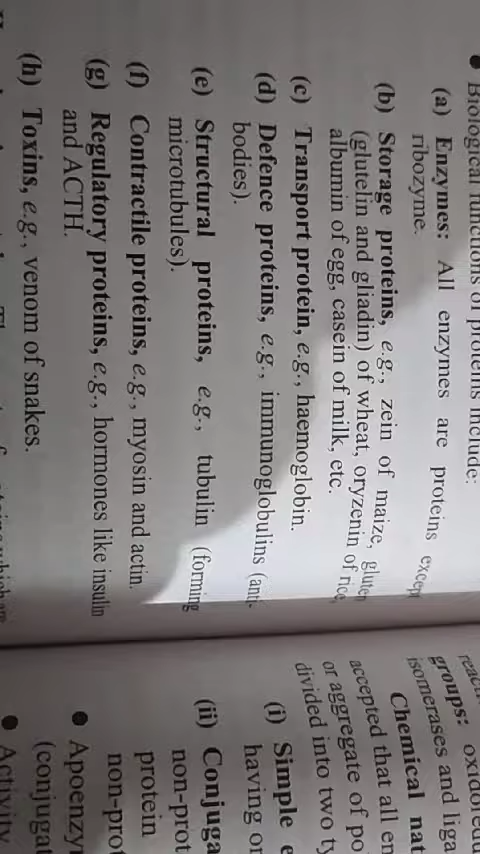 Biological functions of proteins include:
(a) Enzymes: All enzymes are proteins except
ribozyme.
(b) Storage proteins, e.g., zein of maize, gluten
(glutelin and gliadin) of wheat, oryzenin of rice,
albumin of egg, casein of milk, etc.
(c) Transport protein, e.g., haemoglobin.
(d) Defence proteins, e.g., immunoglobulins (anti-
bodies).
(e) Structural proteins, e.g., tubulin (forming
microtubules).
(f) Contractile proteins, e.g., myosin and actin.
(g) Regulatory proteins, e.g., hormones like insulin
and ACTH.
(h) Toxins, e.g., venom of snakes.
groups: oxidoredu
isomerases and liga
Chemical nat
accepted that all en
or aggregate of po
divided into two ty
(i) Simple e
having or
(ii) Conjuga
non-prot
protein
non-prot
Apoenzy
(conjugat
Activity